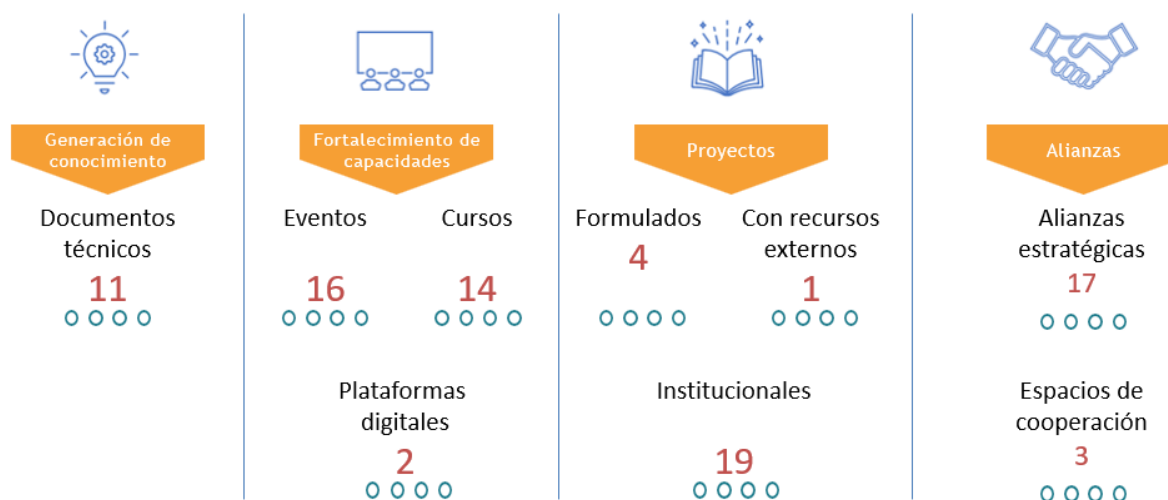 Generación de
conocimiento
Documentos
técnicos
11
Fortalecimiento de
capacidades
Eventos
16
Cursos
14
Plataformas
digitales
2
Proyectos
Formulados
4
Con recursos
externos
1
Institucionales
19
Alianzas
Alianzas
estratégicas
17
Espacios de
cooperación
3